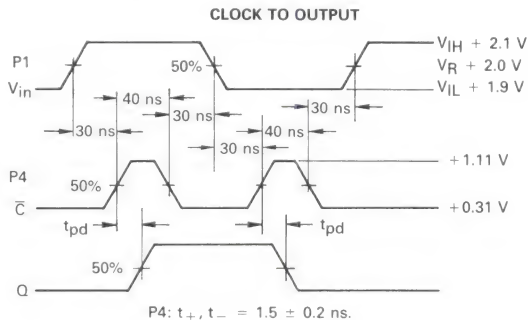 CLOCK TO OUTPUT
P1
V_in
50%
V_IH + 2.1 V
V_R + 2.0 V
V_IL + 1.9 V
40 ns
30 ns
30 ns
30 ns
40 ns
30 ns
P4
50%
C̅
+1.11 V
+0.31 V
t_pd
t_pd
50%
Q
P4: t+, t− = 1.5 ± 0.2 ns.